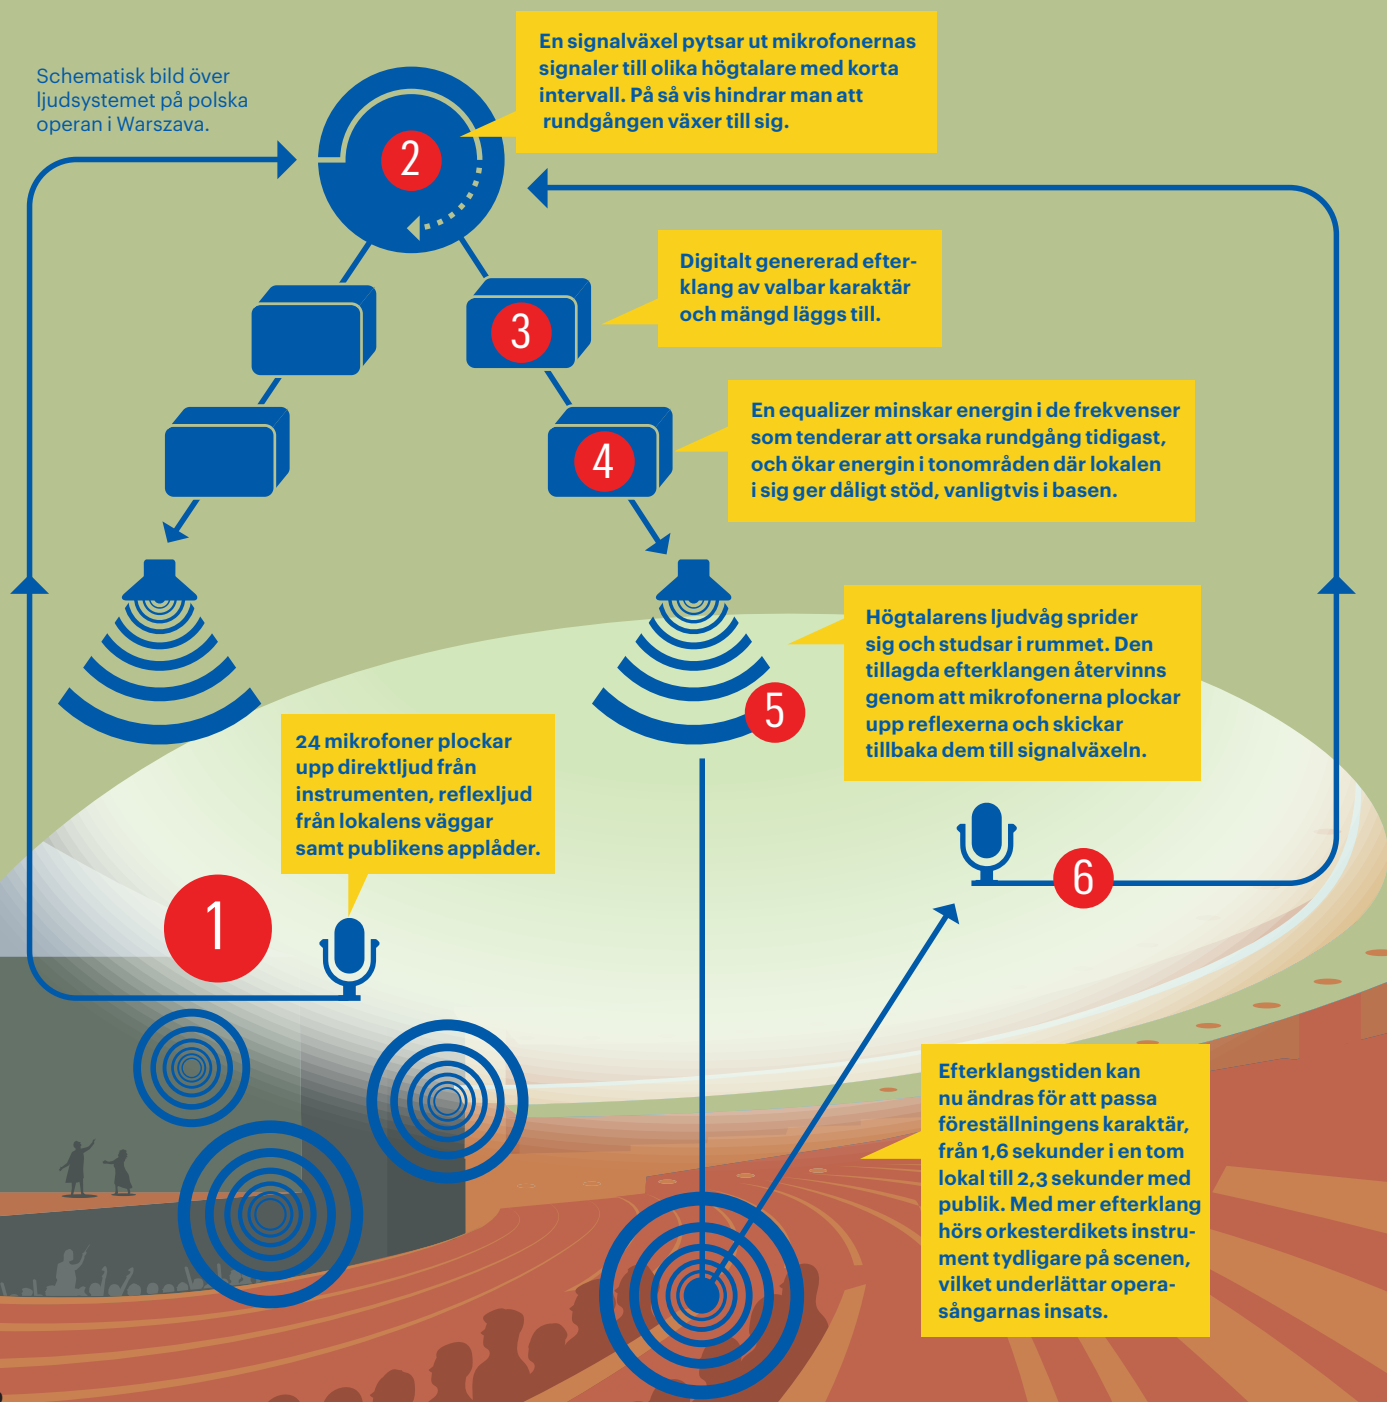 Schematisk bild över
ljudsystemet på polska
operan i Warszava.
En signalväxel pytsar ut mikrofonernas
signaler till olika högtalare med korta
intervall. På så vis hindrar man att
rundgången växer till sig.
2
Digitalt genererad efter-
klang av valbar karaktär
och mängd läggs till.
3
En equalizer minskar energin i de frekvenser
som tenderar att orsaka rundgång tidigast,
och ökar energin i tonområden där lokalen
i sig ger dåligt stöd, vanligtvis i basen.
4
Högtalarens ljudvåg sprider
sig och studsar i rummet. Den
tillagda efterklangen återvinns
genom att mikrofonerna plockar
upp reflexerna och skickar
tillbaka dem till signalväxeln.
5
24 mikrofoner plockar
upp direktljud från
instrumenten, reflexljud
från lokalens väggar
samt publikens applåder.
1
6
Efterklangstiden kan
nu ändras för att passa
föreställningens karaktär,
från 1,6 sekunder i en tom
lokal till 2,3 sekunder med
publik. Med mer efterklang
hörs orkesterdikets instru-
ment tydligare på scenen,
vilket underlättar opera-
sångarnas insats.